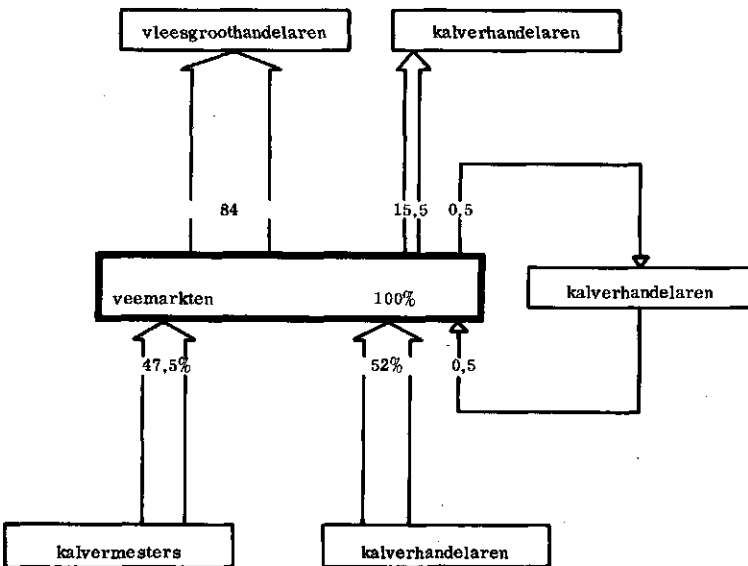 vleesgroothandelaren kalverhandelaren
84 15,5 0,5
veemarkten 100%
kalverhandelaren
47,5% 52% 0,5
kalvermesters kalverhandelaren